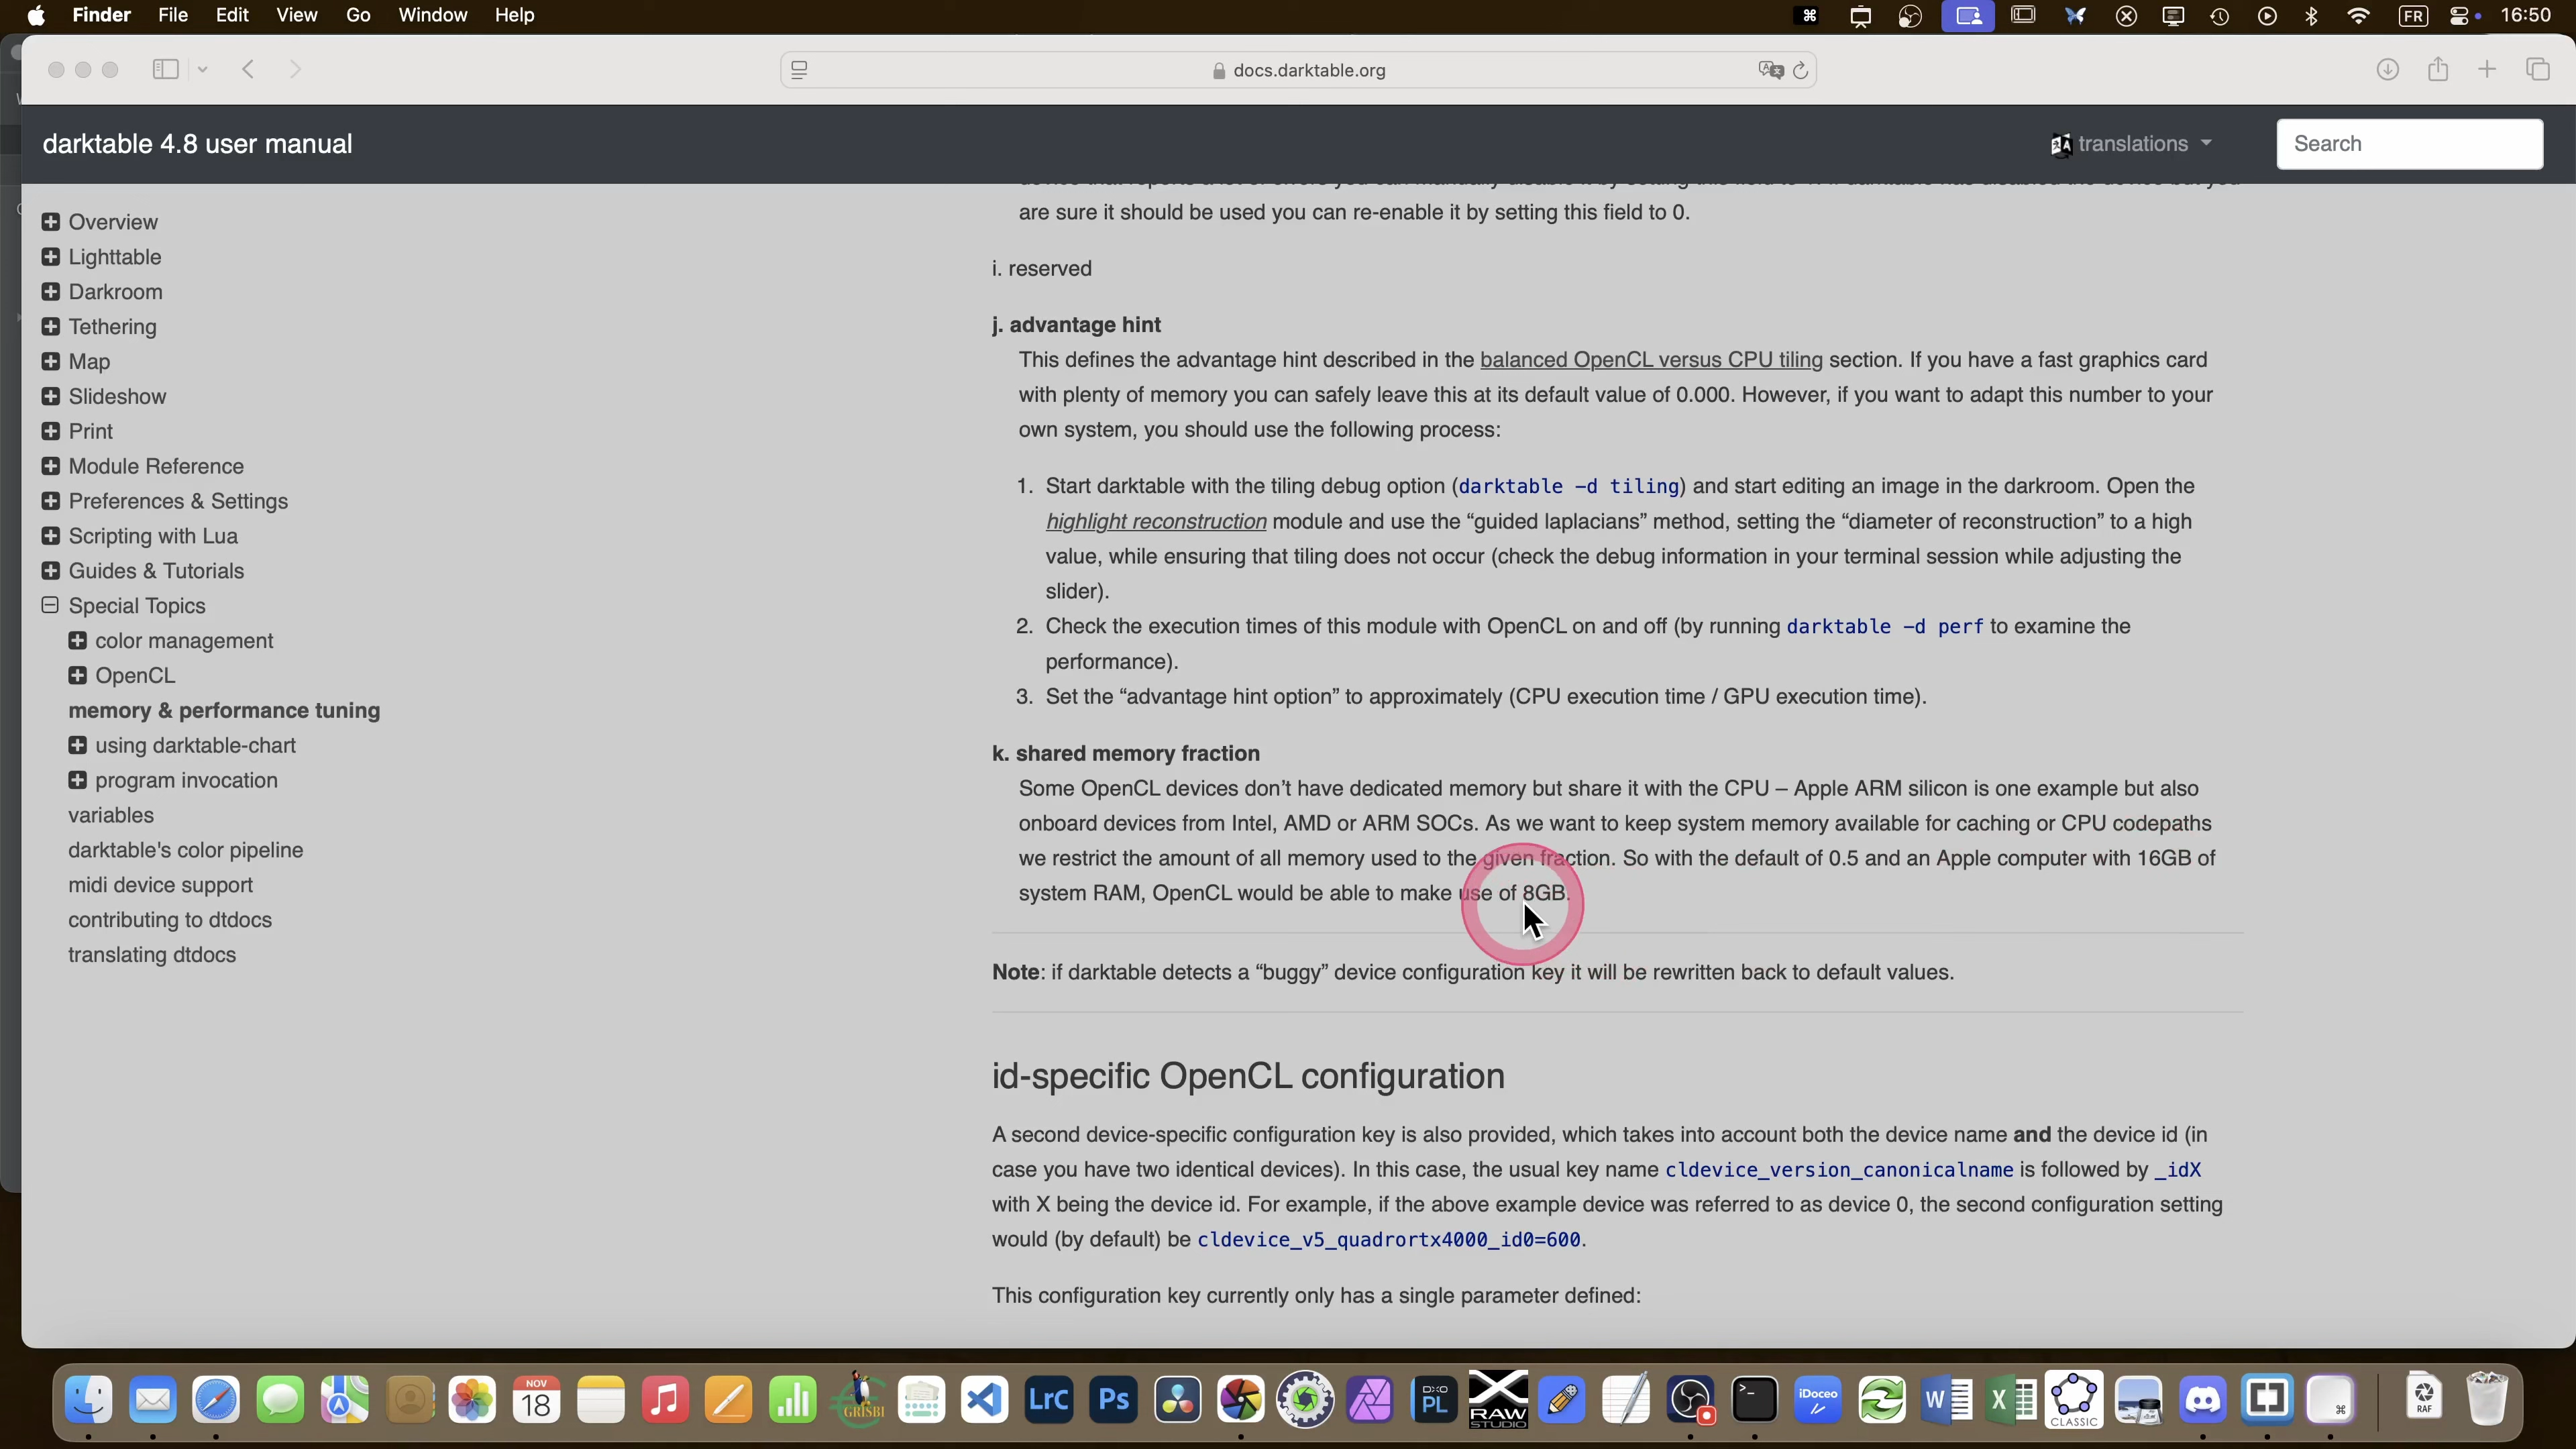 Finder File Edit View Go Window Help
FR 16:50
docs.darktable.org
darktable 4.8 user manual
translations
Search
Overview
Lighttable
Darkroom
Tethering
Map
Slideshow
Print
Module Reference
Preferences & Settings
Scripting with Lua
Guides & Tutorials
Special Topics
color management
OpenCL
memory & performance tuning
using darktable-chart
program invocation
variables
darktable's color pipeline
midi device support
contributing to dtdocs
translating dtdocs
are sure it should be used you can re-enable it by setting this field to 0.
i. reserved
j. advantage hint
This defines the advantage hint described in the balanced OpenCL versus CPU tiling section. If you have a fast graphics card
with plenty of memory you can safely leave this at its default value of 0.000. However, if you want to adapt this number to your
own system, you should use the following process:
1. Start darktable with the tiling debug option (darktable -d tiling) and start editing an image in the darkroom. Open the
highlight reconstruction module and use the “guided laplacians” method, setting the “diameter of reconstruction” to a high
value, while ensuring that tiling does not occur (check the debug information in your terminal session while adjusting the
slider).
2. Check the execution times of this module with OpenCL on and off (by running darktable -d perf to examine the
performance).
3. Set the “advantage hint option” to approximately (CPU execution time / GPU execution time).
k. shared memory fraction
Some OpenCL devices don’t have dedicated memory but share it with the CPU – Apple ARM silicon is one example but also
onboard devices from Intel, AMD or ARM SOCs. As we want to keep system memory available for caching or CPU codepaths
we restrict the amount of all memory used to the given fraction. So with the default of 0.5 and an Apple computer with 16GB of
system RAM, OpenCL would be able to make use of 8GB.
Note: if darktable detects a “buggy” device configuration key it will be rewritten back to default values.
id-specific OpenCL configuration
A second device-specific configuration key is also provided, which takes into account both the device name and the device id (in
case you have two identical devices). In this case, the usual key name cldevice_version_canonicalname is followed by _idX
with X being the device id. For example, if the above example device was referred to as device 0, the second configuration setting
would (by default) be cldevice_v5_quadrortx4000_id0=600.
This configuration key currently only has a single parameter defined:
NOV
18
GRISBI
LrC
Ps
DXO
PL
RAW
STUDIO
iDoceo
W
X
CLASSIC
RAF